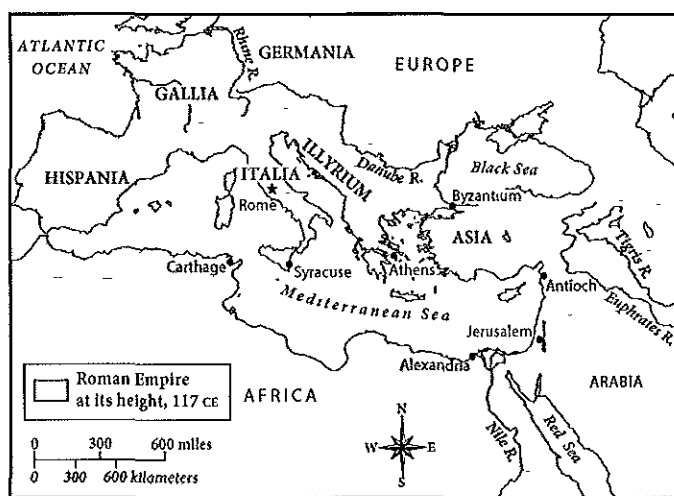 ATLANTIC
OCEAN
Rhine R.
GERMANIA
EUROPE
GALLIA
HISPANIA
ITALIA
Rome
ILLYRIUM
Danube R.
Black Sea
Byzantium
ASIA
Tigris R.
Carthage
Syracuse
Athens
Antioch
Mediterranean Sea
Euphrates R.
Jerusalem
Alexandria
ARABIA
Roman Empire
at its height, 117 CE
AFRICA
Nile R.
Red Sea
N
W E
S
0 300 600 miles
0 300 600 kilometers